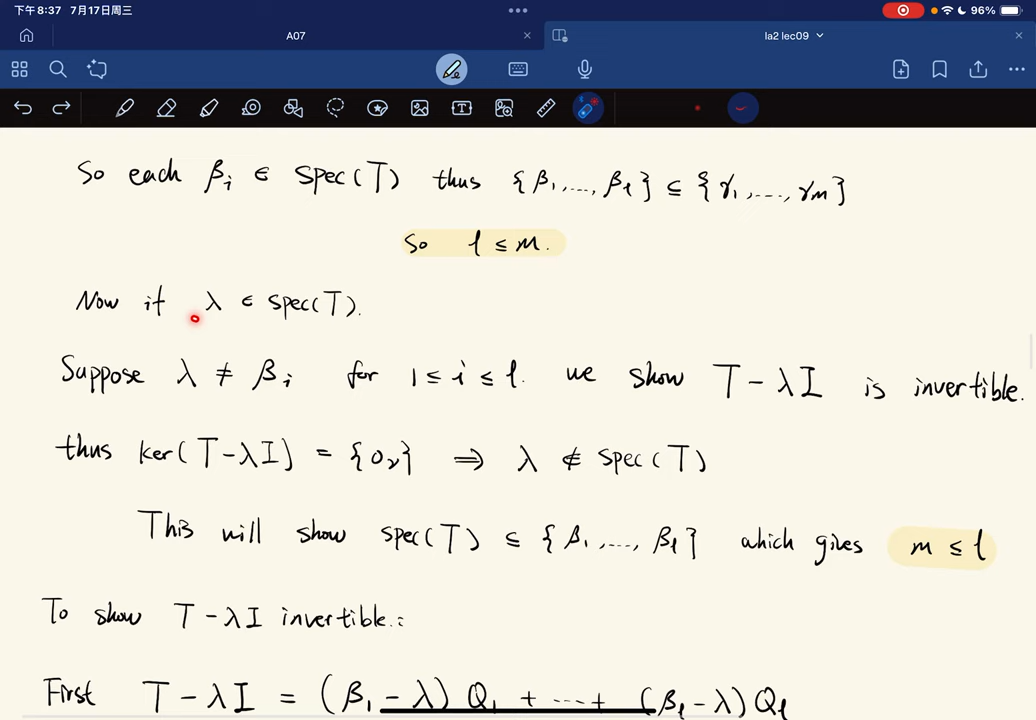 下午8:37 7月17日周三
96%
A07
la2 lec09
So each βi ∈ Spec(T) thus {β1,...,βl} ⊆ {γ1,...,γm}
So l ≤ m.
Now if λ ∈ Spec(T).
Suppose λ ≠ βi for 1 ≤ i ≤ l. we show T - λI is invertible.
thus ker(T-λI) = {0v} ⇒ λ ∉ Spec(T)
This will show spec(T) ⊆ {β1,...,βl} which gives m ≤ l
To show T - λI invertible.:
First T - λI = (β1 - λ) Q1 + ... + (βl - λ) Ql